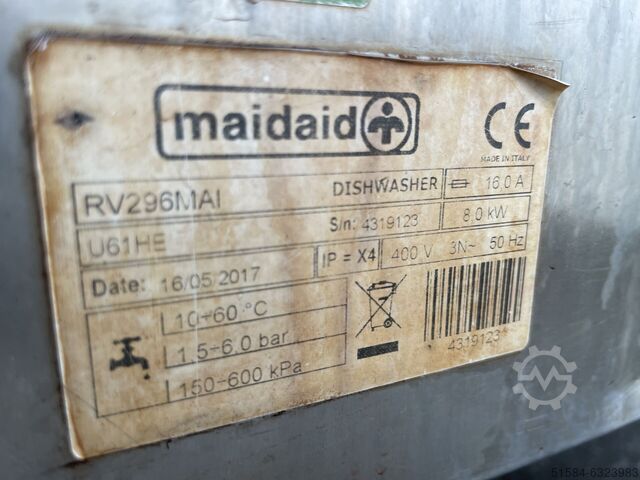 maidaid
CE
MADE IN ITALY
RV296MAI DISHWASHER 16,0 A
U61HE S/n: 4319123 8,0 kW
Date: 16/05/2017 IP = X4 400 V 3N~ 50 Hz
10÷60 °C
1,5÷6,0 bar
150÷600 kPa
4319123
51584-6323983